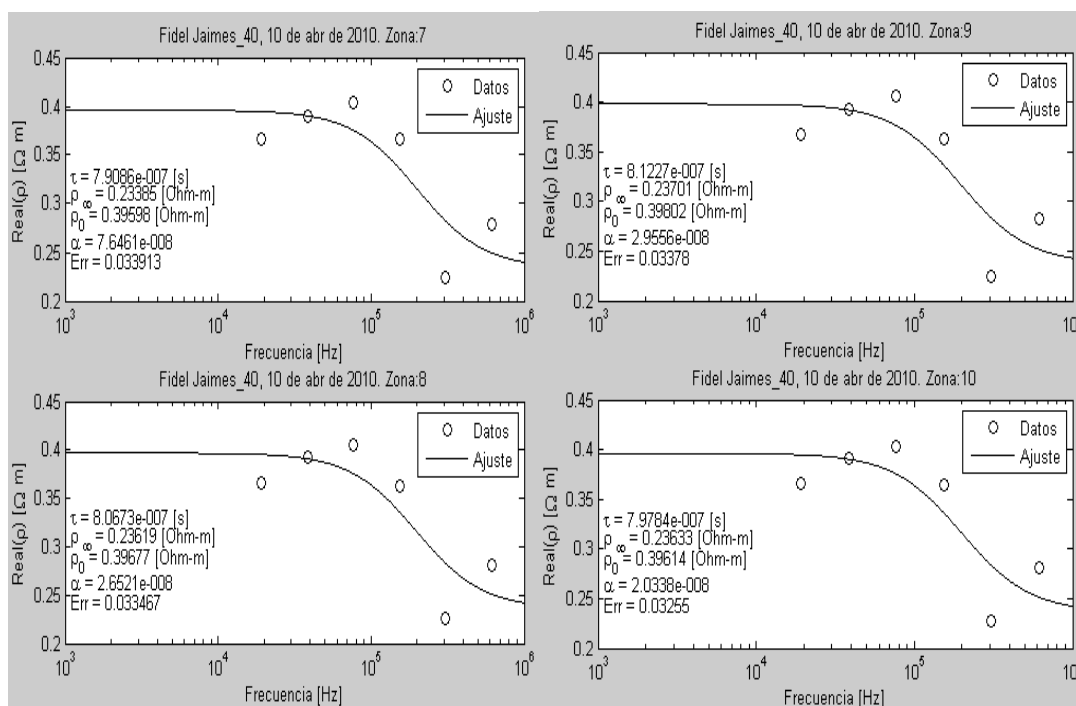 Fidel Jaimes_40, 10 de abr de 2010. Zona:7
0.45
0.4
0.35
0.3
0.25
0.2
Real(ρ) [Ω m]
Datos
Ajuste
τ = 7.9086e-007 [s]
ρ∞ = 0.23385 [Ohm-m]
ρ0 = 0.39598 [Ohm-m]
α = 7.6461e-008
Err = 0.033913
10^3
10^4
10^5
10^6
Frecuencia [Hz]
Fidel Jaimes_40, 10 de abr de 2010. Zona:9
0.45
0.4
0.35
0.3
0.25
0.2
Real(ρ) [Ω m]
Datos
Ajuste
τ = 8.1227e-007 [s]
ρ∞ = 0.23701 [Ohm-m]
ρ0 = 0.39802 [Ohm-m]
α = 2.9556e-008
Err = 0.03378
10^3
10^4
10^5
10
Frecuencia [Hz]
Fidel Jaimes_40, 10 de abr de 2010. Zona:8
0.45
0.4
0.35
0.3
0.25
0.2
Real(ρ) [Ω m]
Datos
Ajuste
τ = 8.0673e-007 [s]
ρ∞ = 0.23619 [Ohm-m]
ρ0 = 0.39677 [Ohm-m]
α = 2.6521e-008
Err = 0.033467
10^3
10^4
10^5
10^6
Frecuencia [Hz]
Fidel Jaimes_40, 10 de abr de 2010. Zona:10
0.45
0.4
0.35
0.3
0.25
0.2
Real(ρ) [Ω m]
Datos
Ajuste
τ = 7.9784e-007 [s]
ρ∞ = 0.23633 [Ohm-m]
ρ0 = 0.39614 [Ohm-m]
α = 2.0338e-008
Err = 0.03255
10^3
10^4
10^5
10
Frecuencia [Hz]